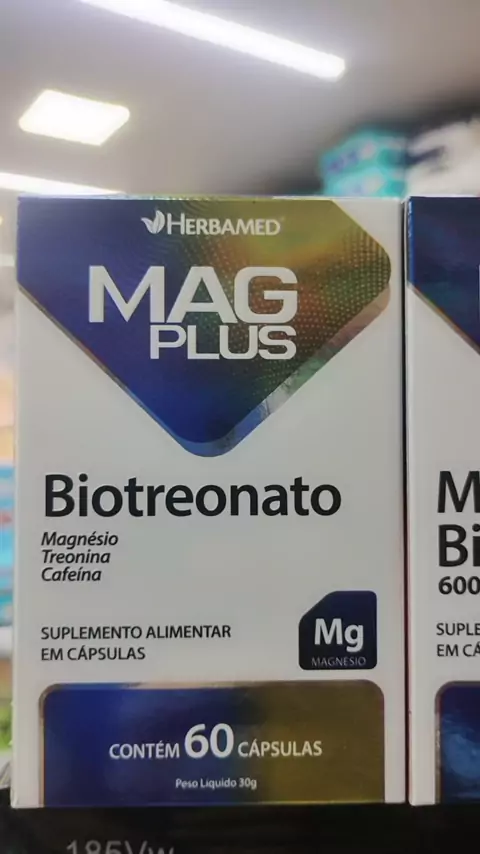 HERBAMED
MAG
PLUS
Biotreonato
Magnésio
Treonina
Cafeína
SUPLEMENTO ALIMENTAR
EM CÁPSULAS
Mg
MAGNÉSIO
CONTÉM 60 CÁPSULAS
Peso Líquido 30g
M
Bi
600
SUPLE
EM CÁ